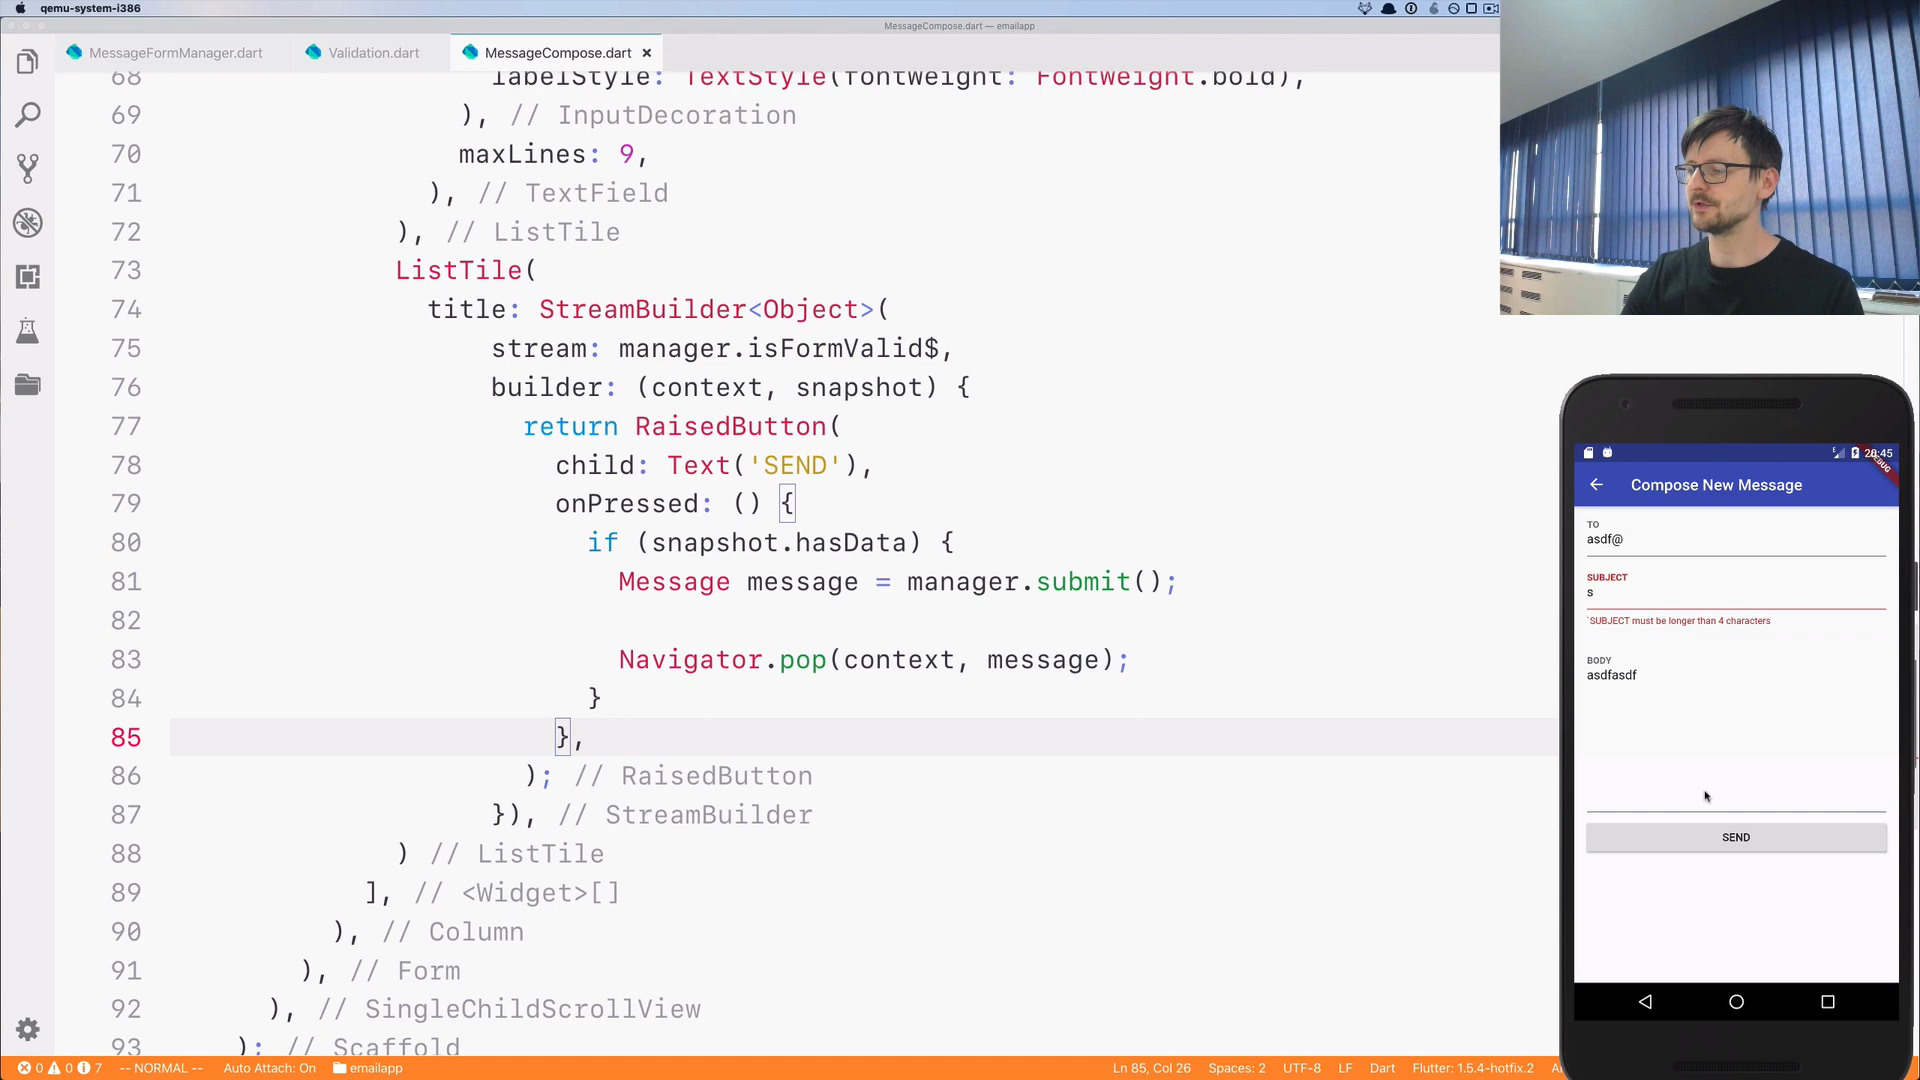 qemu-system-i386
MessageCompose.dart — emailapp
MessageFormManager.dart
Validation.dart
MessageCompose.dart
68 labelStyle: TextStyle(fontWeight: FontWeight.bold),
69 ), // InputDecoration
70 maxLines: 9,
71 ), // TextField
72 ), // ListTile
73 ListTile(
74 title: StreamBuilder<Object>(
75 stream: manager.isFormValid$,
76 builder: (context, snapshot) {
77 return RaisedButton(
78 child: Text('SEND'),
79 onPressed: () {
80 if (snapshot.hasData) {
81 Message message = manager.submit();
82
83 Navigator.pop(context, message);
84 }
85 },
86 ); // RaisedButton
87 }), // StreamBuilder
88 ) // ListTile
89 ], // <Widget>[]
90 ), // Column
91 ), // Form
92 ), // SingleChildScrollView
93 ); // Scaffold
20:45
DEBUG
Compose New Message
TO
asdf@
SUBJECT
s
`SUBJECT must be longer than 4 characters
BODY
asdfasdf
SEND
0 0 7 -- NORMAL -- Auto Attach: On emailapp Ln 85, Col 26 Spaces: 2 UTF-8 LF Dart Flutter: 1.5.4-hotfix.2